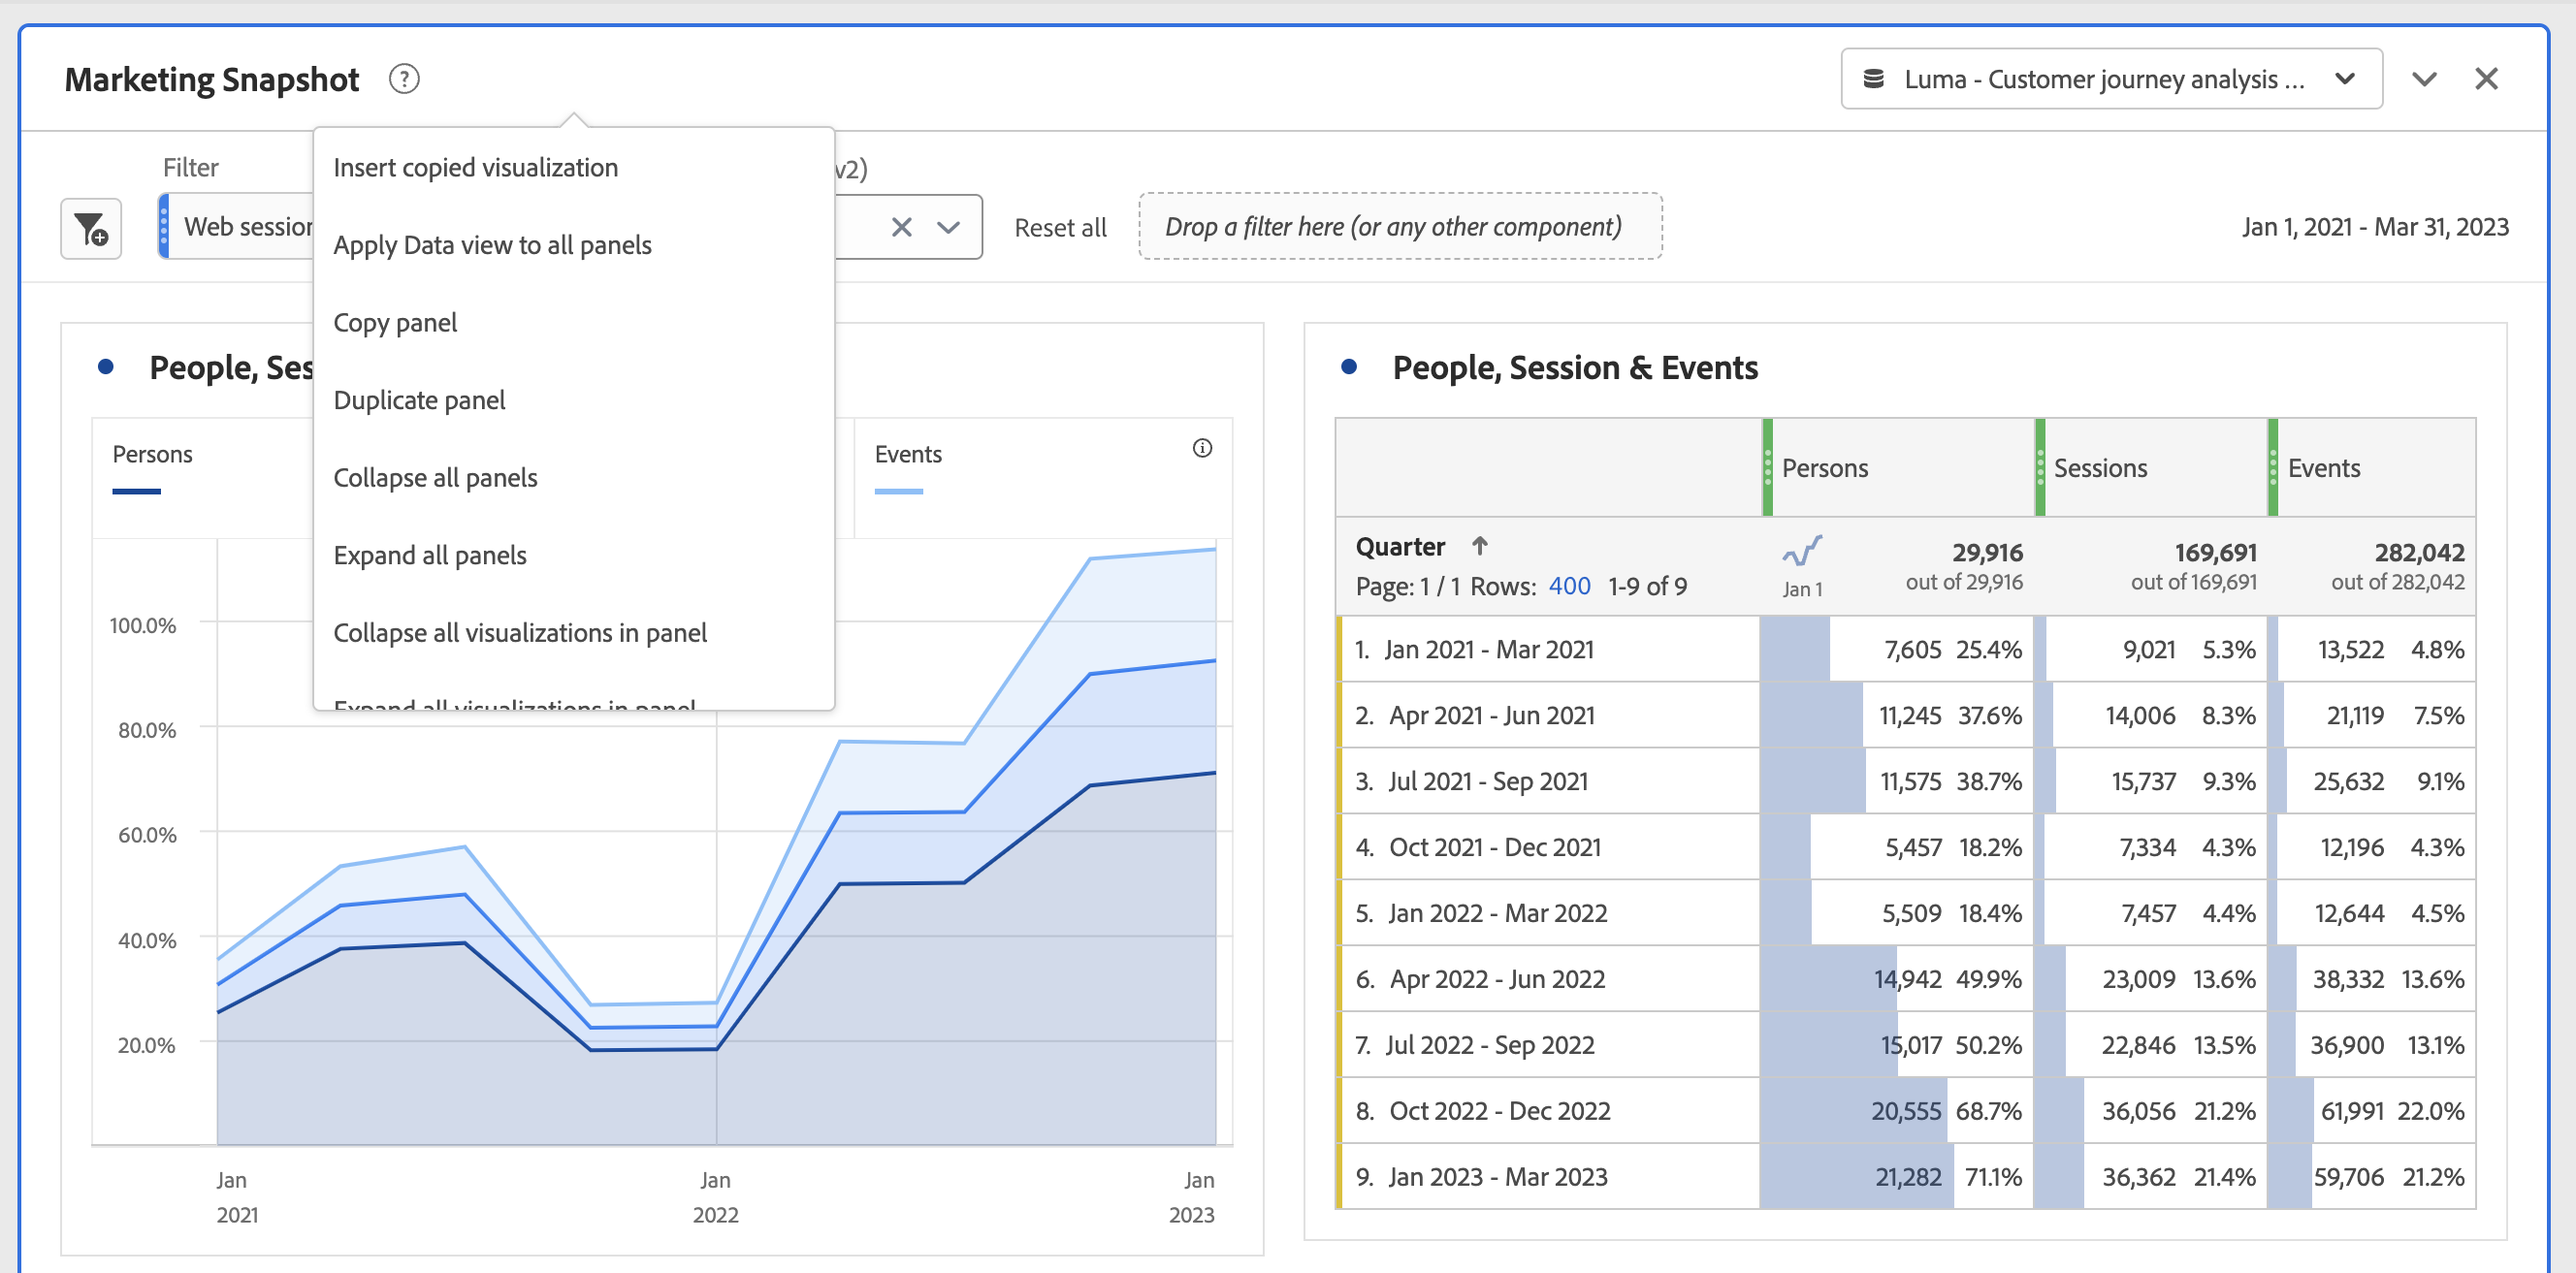 Marketing Snapshot ?
Luma - Customer journey analysis ...
Filter
v2)
Web session
Reset all
Drop a filter here (or any other component)
Jan 1, 2021 - Mar 31, 2023
Insert copied visualization
Apply Data view to all panels
Copy panel
Duplicate panel
Collapse all panels
Expand all panels
Collapse all visualizations in panel
Expand all visualizations in panel
People, Ses
Persons
Events
100.0%
80.0%
60.0%
40.0%
20.0%
Jan 2021
Jan 2022
Jan 2023
People, Session & Events
Persons Sessions Events
Quarter ↑
Page: 1 / 1 Rows: 400 1-9 of 9
Jan 1
29,916 169,691 282,042
out of 29,916 out of 169,691 out of 282,042
1. Jan 2021 - Mar 2021 7,605 25.4% 9,021 5.3% 13,522 4.8%
2. Apr 2021 - Jun 2021 11,245 37.6% 14,006 8.3% 21,119 7.5%
3. Jul 2021 - Sep 2021 11,575 38.7% 15,737 9.3% 25,632 9.1%
4. Oct 2021 - Dec 2021 5,457 18.2% 7,334 4.3% 12,196 4.3%
5. Jan 2022 - Mar 2022 5,509 18.4% 7,457 4.4% 12,644 4.5%
6. Apr 2022 - Jun 2022 14,942 49.9% 23,009 13.6% 38,332 13.6%
7. Jul 2022 - Sep 2022 15,017 50.2% 22,846 13.5% 36,900 13.1%
8. Oct 2022 - Dec 2022 20,555 68.7% 36,056 21.2% 61,991 22.0%
9. Jan 2023 - Mar 2023 21,282 71.1% 36,362 21.4% 59,706 21.2%